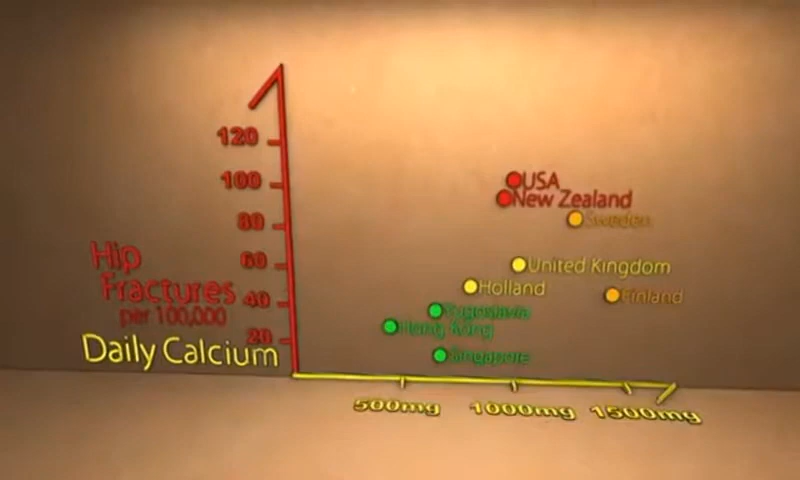 120
100
80
60
40
20
Hip
Fractures
per 100,000
Daily Calcium
USA
New Zealand
Sweden
United Kingdom
Holland
Finland
Yugoslavia
Hong Kong
Singapore
500mg
1000mg
1500mg